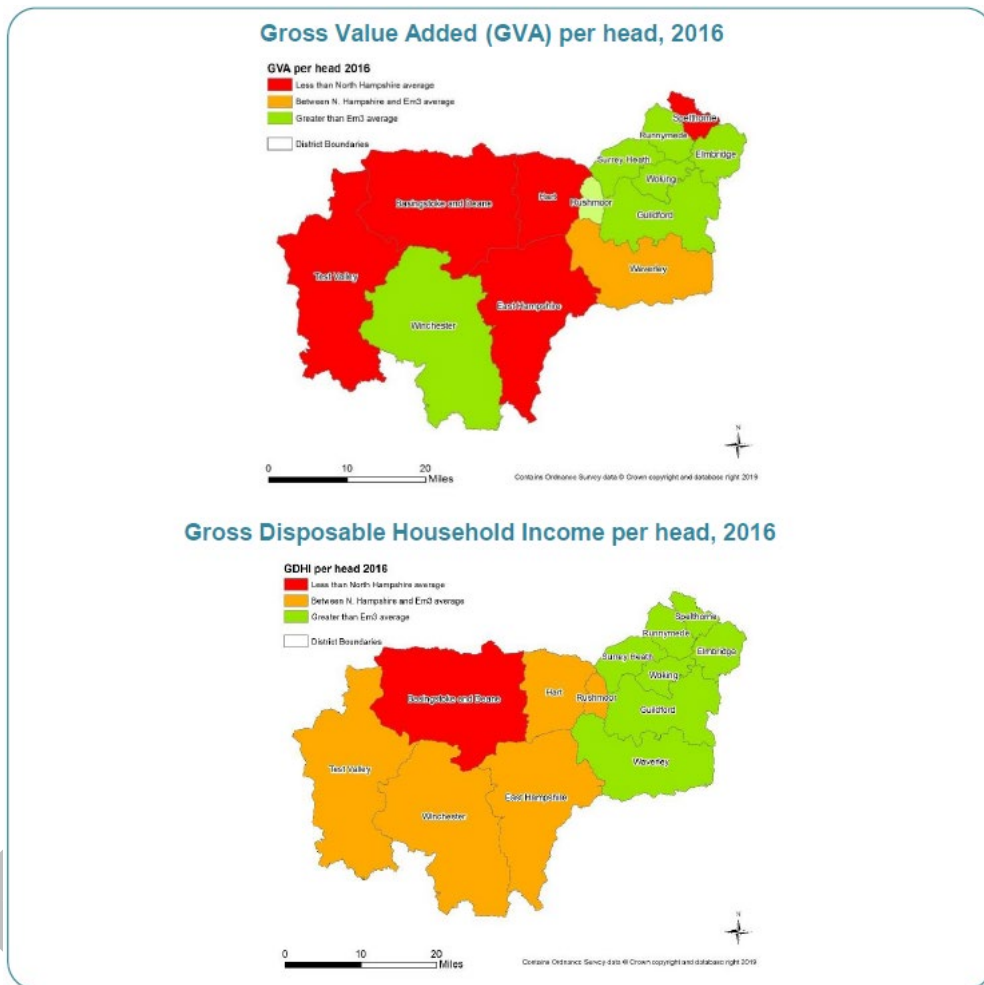 Gross Value Added (GVA) per head, 2016
GVA per head 2016
Less than North Hampshire average
Between N. Hampshire and Em3 average
Greater than Em3 average
District Boundaries
Spelthorne
Runnymede
Elmbridge
Surrey Heath
Woking
Basingstoke and Deane
Hart
Rushmoor
Guildford
Waverley
Test Valley
East Hampshire
Winchester
N
0 10 20
Miles
Contains Ordnance Survey data © Crown copyright and database right 2019
Gross Disposable Household Income per head, 2016
GDHI per head 2016
Less than North Hampshire average
Between N. Hampshire and Em3 average
Greater than Em3 average
District Boundaries
Spelthorne
Runnymede
Elmbridge
Surrey Heath
Woking
Basingstoke and Deane
Hart
Rushmoor
Guildford
Waverley
Test Valley
East Hampshire
Winchester
N
0 10 20
Miles
Contains Ordnance Survey data © Crown copyright and database right 2019